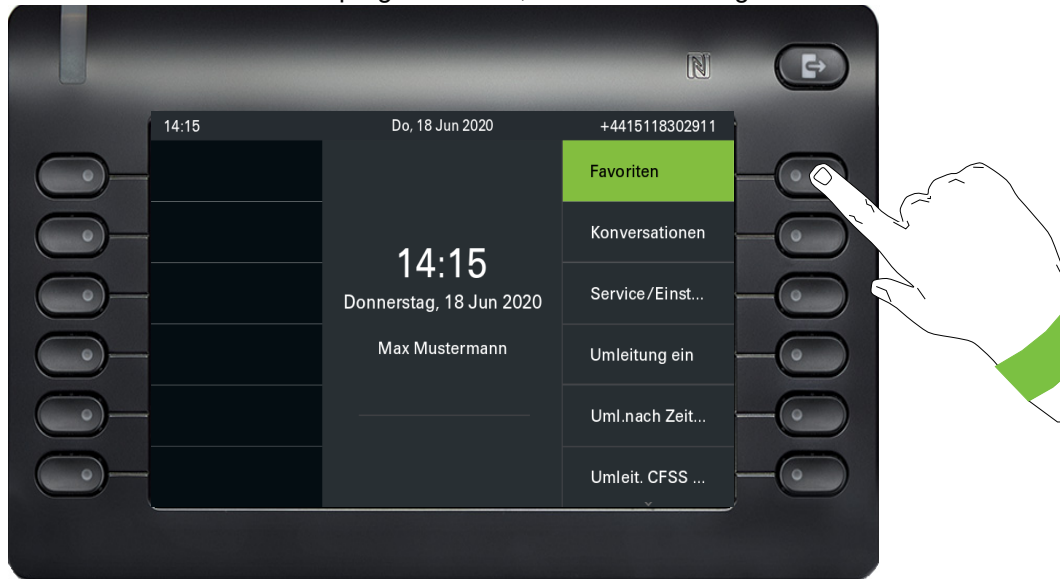 14:15
Do, 18 Jun 2020
+4415118302911
Favoriten
Konversationen
14:15
Service/Einst...
Donnerstag, 18 Jun 2020
Max Mustermann
Umleitung ein
Uml.nach Zeit...
Umleit. CFSS ...